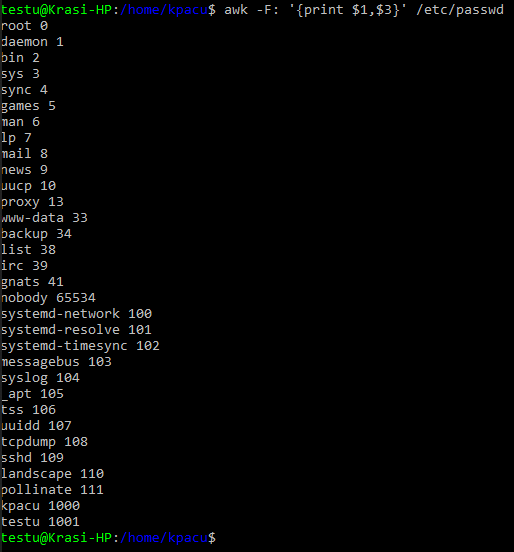 testu@Krasi-HP:/home/kpacu$ awk -F: '{print $1,$3}' /etc/passwd
root 0
daemon 1
bin 2
sys 3
sync 4
games 5
man 6
lp 7
mail 8
news 9
uucp 10
proxy 13
www-data 33
backup 34
list 38
irc 39
gnats 41
nobody 65534
systemd-network 100
systemd-resolve 101
systemd-timesync 102
messagebus 103
syslog 104
_apt 105
tss 106
uuidd 107
tcpdump 108
sshd 109
landscape 110
pollinate 111
kpacu 1000
testu 1001
testu@Krasi-HP:/home/kpacu$